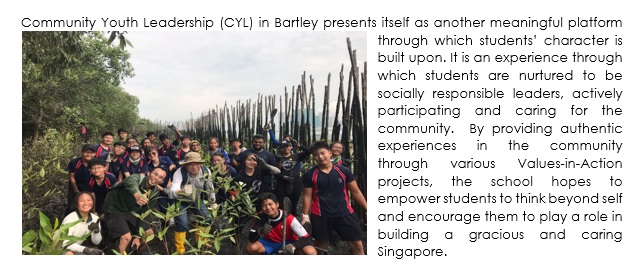 Community Youth Leadership (CYL) in Bartley presents itself as another meaningful platform
through which students' character is
built upon. It is an experience through
which students are nurtured to be
socially responsible leaders, actively
participating and caring for the
community. By providing authentic
experiences in the community
through various Values-in-Action
projects, the school hopes to
empower students to think beyond self
and encourage them to play a role in
building a gracious and caring
Singapore.